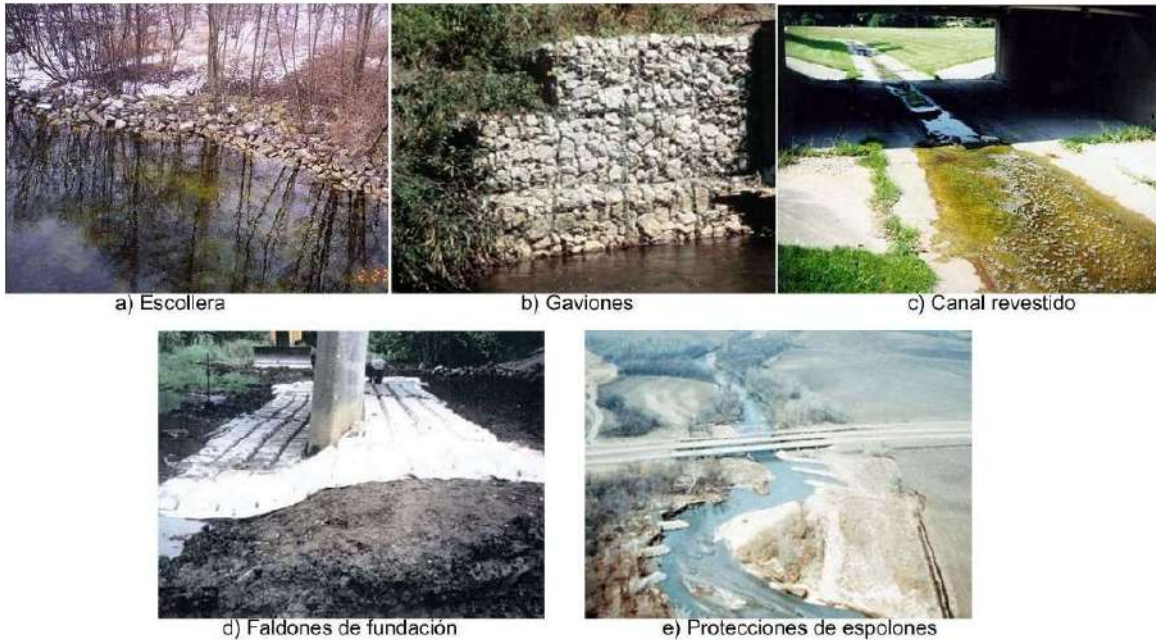 a) Escollera
b) Gaviones
c) Canal revestido
d) Faldones de fundación
e) Protecciones de espolones